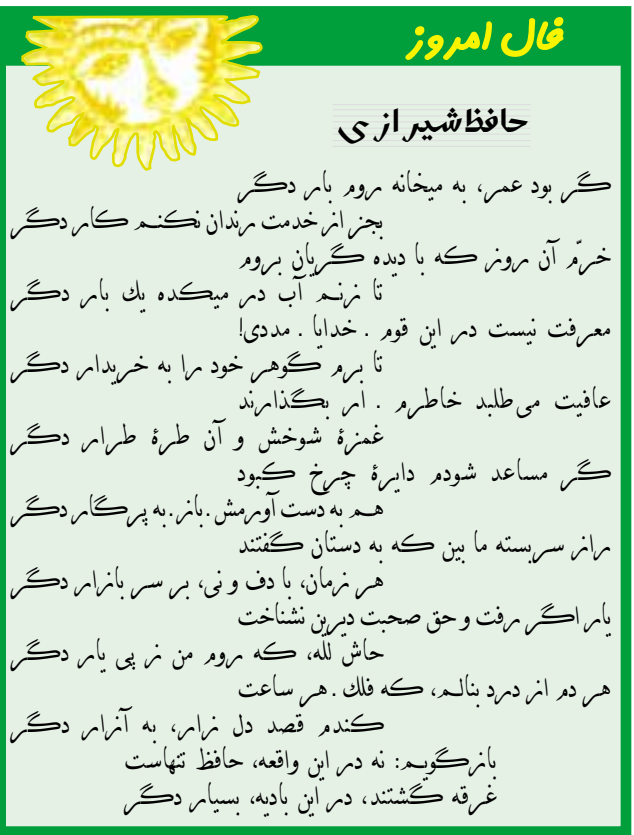 فال امروز
حافظ شیرازی
گر بود عمر، به میخانه روم بار دگر
بجز از خدمت رندان نکنم کار دگر
خرّم آن روز که با دیده گریان بروم
تا زنم آب در میکده یك بار دگر
معرفت نیست در این قوم . خدایا . مددی!
تا برم گوهر خود را به خریدار دگر
عافیت می‌طلبد خاطرم . ار بگذارند
غمزهٔ شوخش و آن طرهٔ طرار دگر
گر مساعد شودم دایرهٔ چرخ کبود
هم به دست آورمش .باز.به پرگار دگر
راز سربسته ما بین که به دستان گفتند
هر زمان، با دف و نی، بر سر بازار دگر
یار اگر رفت و حق صحبت دیرین نشناخت
حاش للّه، که روم من ز پی یار دگر
هر دم از درد بنالم، که فلك .هر ساعت
کندم قصد دل زار، به آزار دگر
بازگویم: نه در این واقعه، حافظ تنهاست
غرقه گشتند، در این بادیه، بسیار دگر